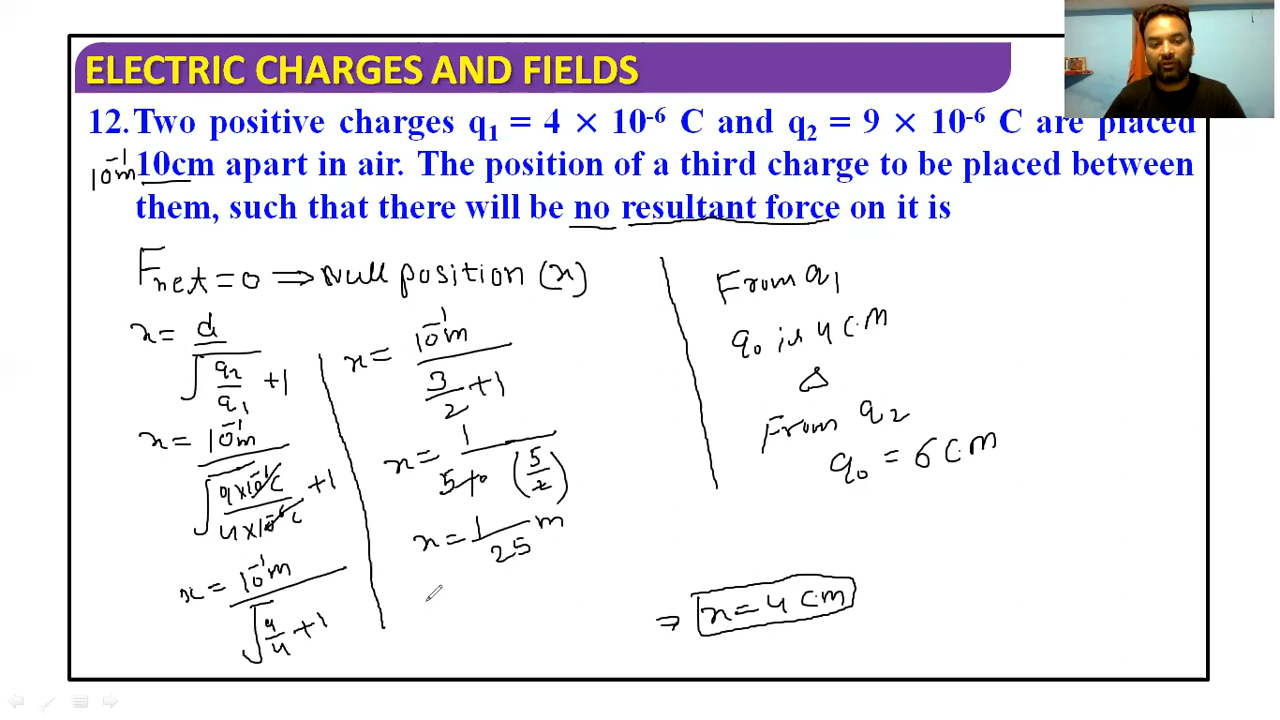 ELECTRIC CHARGES AND FIELDS
12. Two positive charges q₁ = 4 × 10⁻⁶ C and q₂ = 9 × 10⁻⁶ C are placed
10⁻¹m 10cm apart in air. The position of a third charge to be placed between
them, such that there will be no resultant force on it is
Fnet = 0 ⟹ Null position (x)
x = d / √(q₂/q₁) + 1
x = 10⁻¹m / √(9×10⁻⁶C / 4×10⁻⁶C) + 1
x = 10⁻¹m / √(9/4) + 1
x = 10⁻¹m / (3/2 + 1)
x = 1 / 5 10 (5/2)
x = 1/25 m
From q₁
q₀ is 4 c.m
&
From q₂
q₀ = 6 c.m
⇒ x = 4 c.m